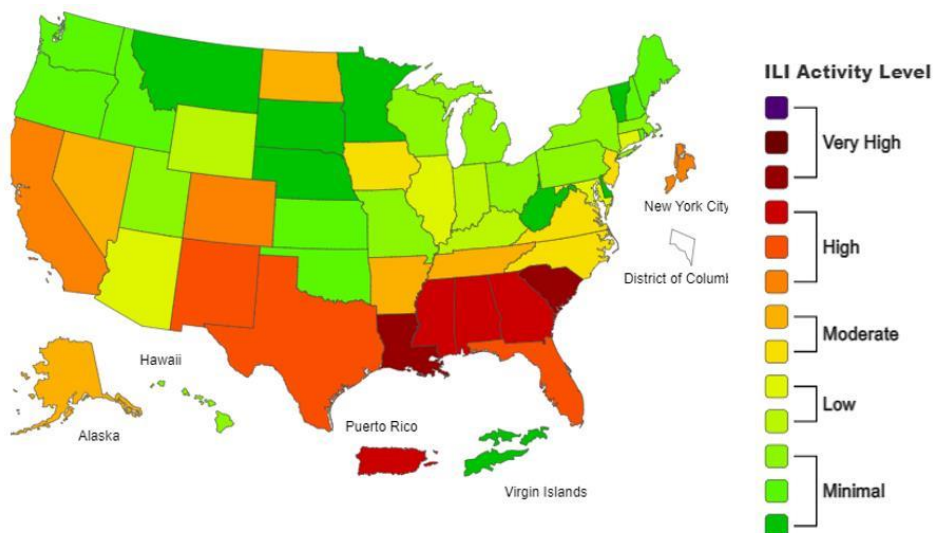 ILI Activity Level
Very High
High
Moderate
Low
Minimal
New York City
District of Columl
Hawaii
Alaska
Puerto Rico
Virgin Islands